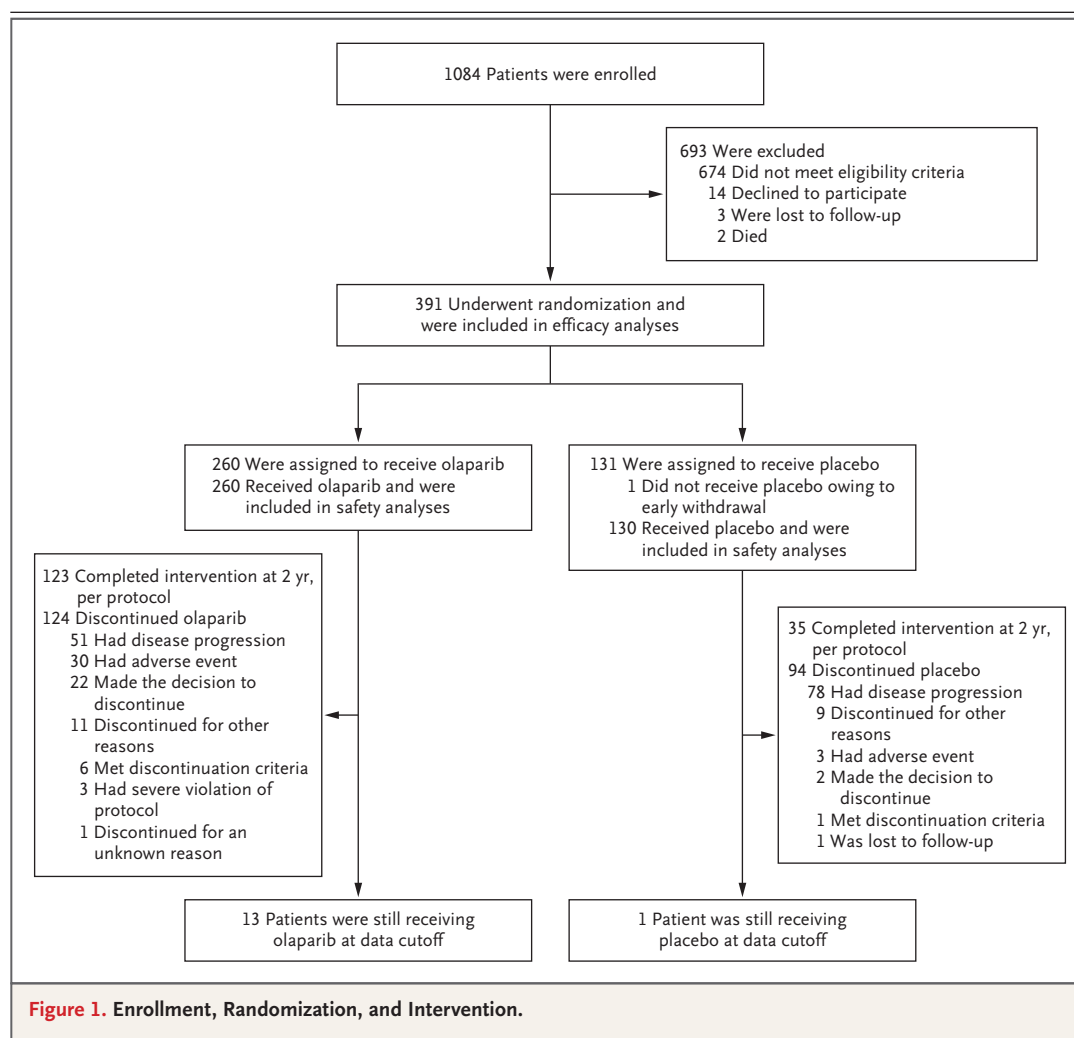 1084 Patients were enrolled
693 Were excluded
674 Did not meet eligibility criteria
14 Declined to participate
3 Were lost to follow-up
2 Died
391 Underwent randomization and
were included in efficacy analyses
260 Were assigned to receive olaparib
260 Received olaparib and were
included in safety analyses
131 Were assigned to receive placebo
1 Did not receive placebo owing to
early withdrawal
130 Received placebo and were
included in safety analyses
123 Completed intervention at 2 yr,
per protocol
124 Discontinued olaparib
51 Had disease progression
30 Had adverse event
22 Made the decision to
discontinue
11 Discontinued for other
reasons
6 Met discontinuation criteria
3 Had severe violation of
protocol
1 Discontinued for an
unknown reason
35 Completed intervention at 2 yr,
per protocol
94 Discontinued placebo
78 Had disease progression
9 Discontinued for other
reasons
3 Had adverse event
2 Made the decision to
discontinue
1 Met discontinuation criteria
1 Was lost to follow-up
13 Patients were still receiving
olaparib at data cutoff
1 Patient was still receiving
placebo at data cutoff
Figure 1. Enrollment, Randomization, and Intervention.